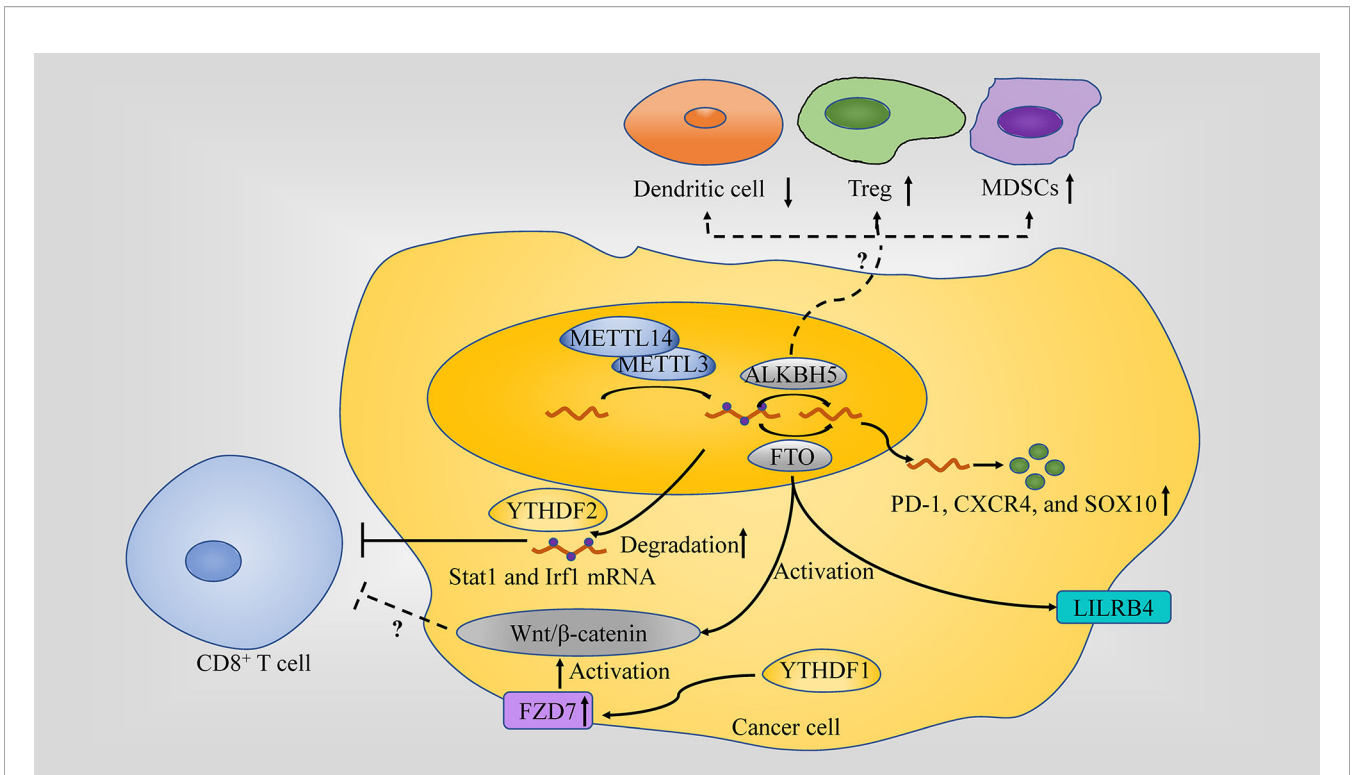 Dendritic cell
Treg
MDSCs
?
METTL14
METTL3
ALKBH5
FTO
PD-1, CXCR4, and SOX10
YTHDF2
Degradation
Stat1 and Irf1 mRNA
Activation
LILRB4
?
Wnt/β-catenin
CD8⁺ T cell
Activation
YTHDF1
FZD7
Cancer cell